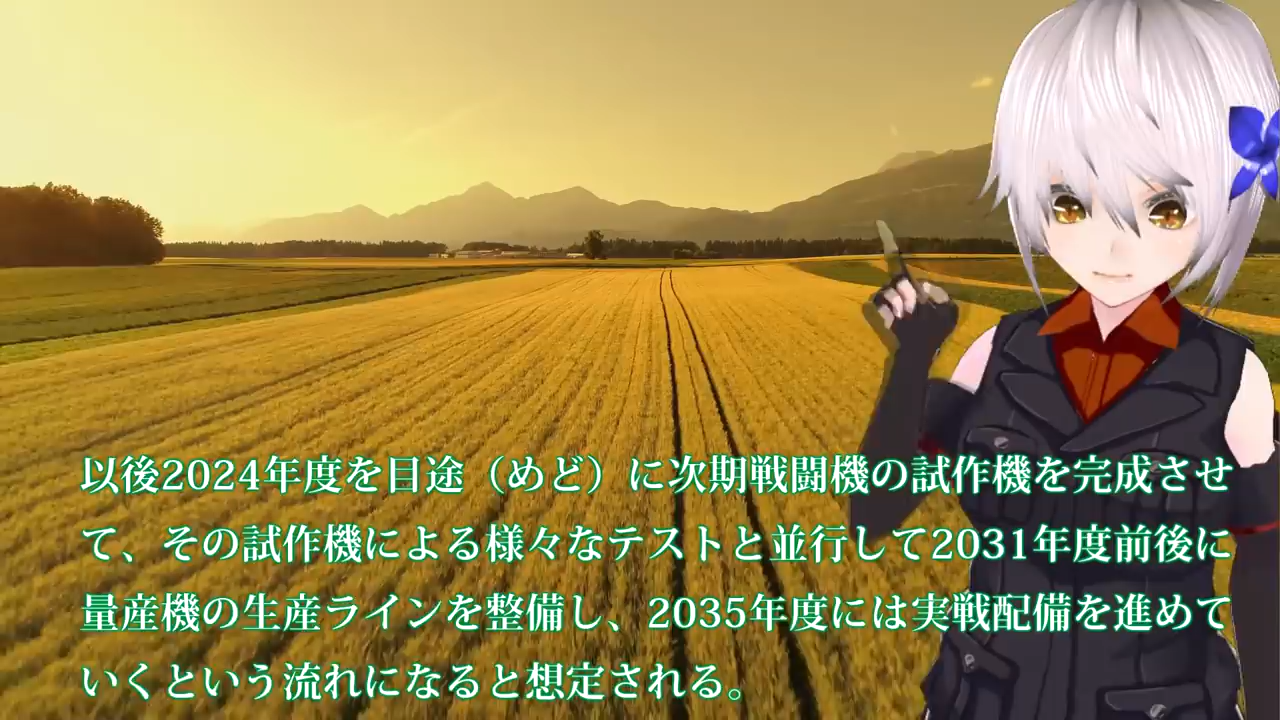 以後2024年度を目途（めど）に次期戦闘機の試作機を完成させ
て、その試作機による様々なテストと並行して2031年度前後に
量産機の生産ラインを整備し、2035年度には実戦配備を進めて
いくという流れになると想定される。